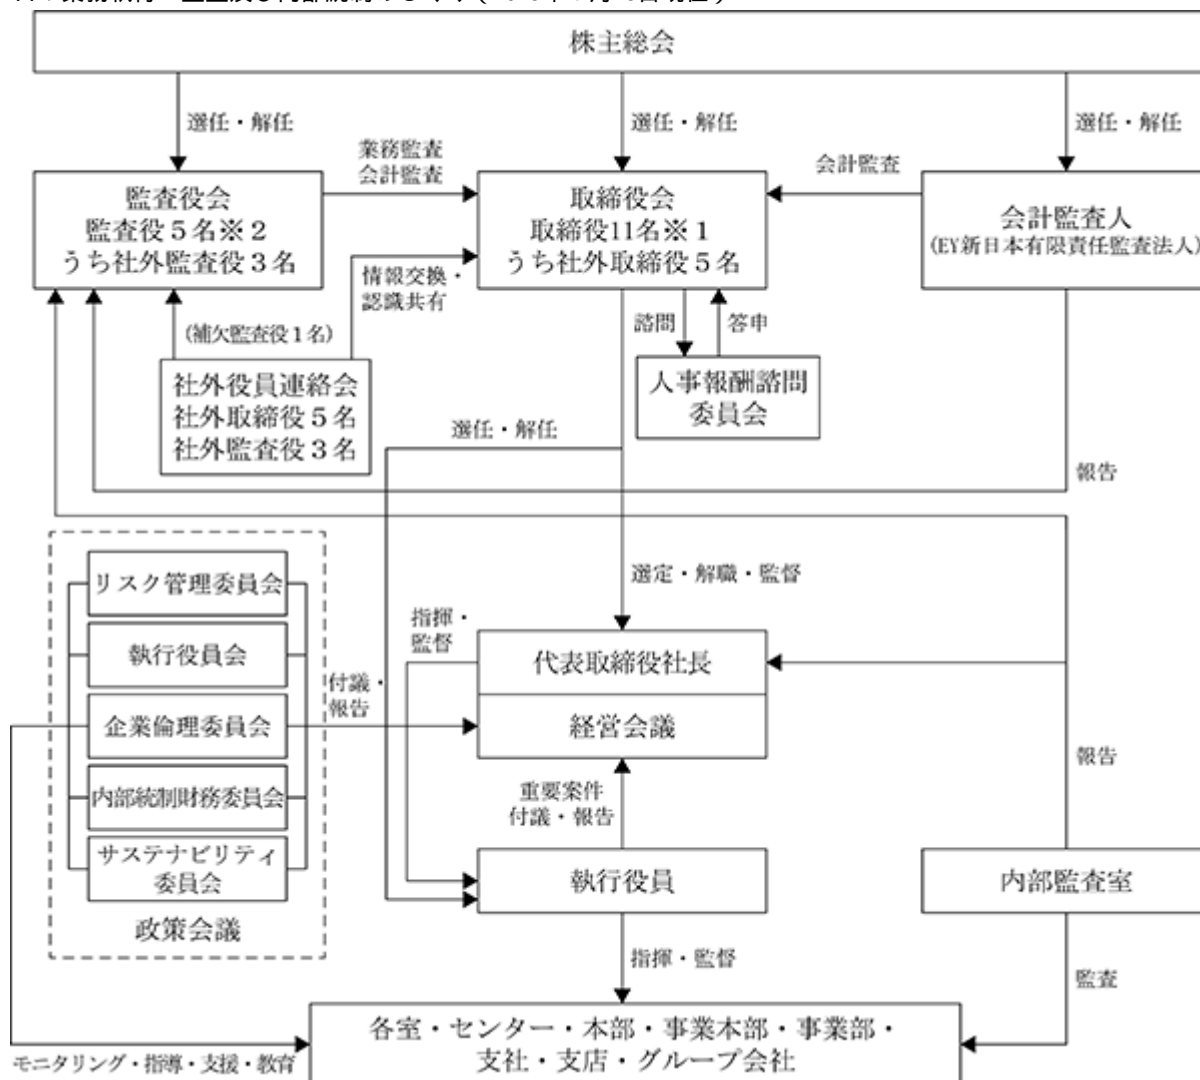 株主総会
選任・解任
選任・解任
選任・解任
業務監査
会計監査
会計監査
監査役会
監査役５名※２
うち社外監査役３名
取締役会
取締役11名※１
うち社外取締役５名
会計監査人
(EY新日本有限責任監査法人)
情報交換・
認識共有
(補欠監査役１名)
諮問
答申
社外役員連絡会
社外取締役５名
社外監査役３名
人事報酬諮問
委員会
選任・解任
報告
リスク管理委員会
執行役員会
企業倫理委員会
内部統制財務委員会
サステナビリティ
委員会
政策会議
選定・解職・監督
指揮・
監督
付議・
報告
代表取締役社長
経営会議
報告
重要案件
付議・報告
執行役員
内部監査室
指揮・監督
監査
各室・センター・本部・事業本部・事業部・
支社・支店・グループ会社
モニタリング・指導・支援・教育